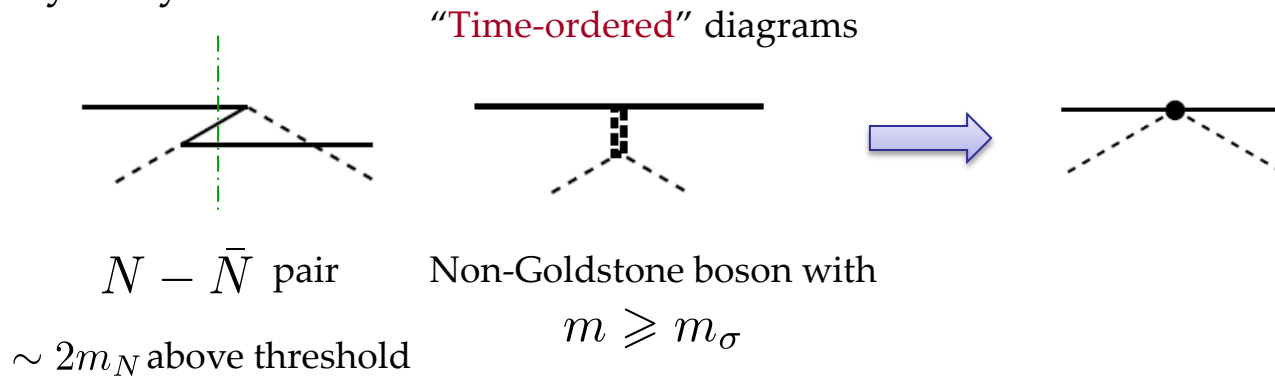 “Time-ordered” diagrams
N − N̄ pair
Non-Goldstone boson with
m ⩾ m_σ
∼ 2m_N above threshold